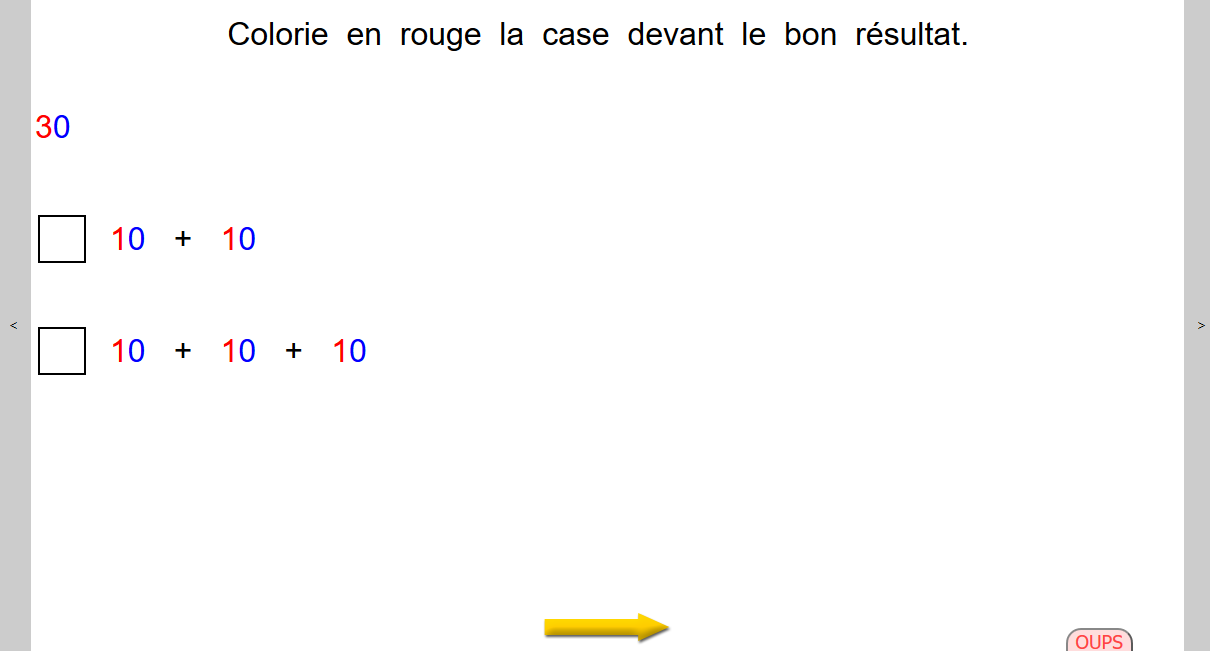 Colorie en rouge la case devant le bon résultat.
30
10 + 10
<
>
10 + 10 + 10
OUPS